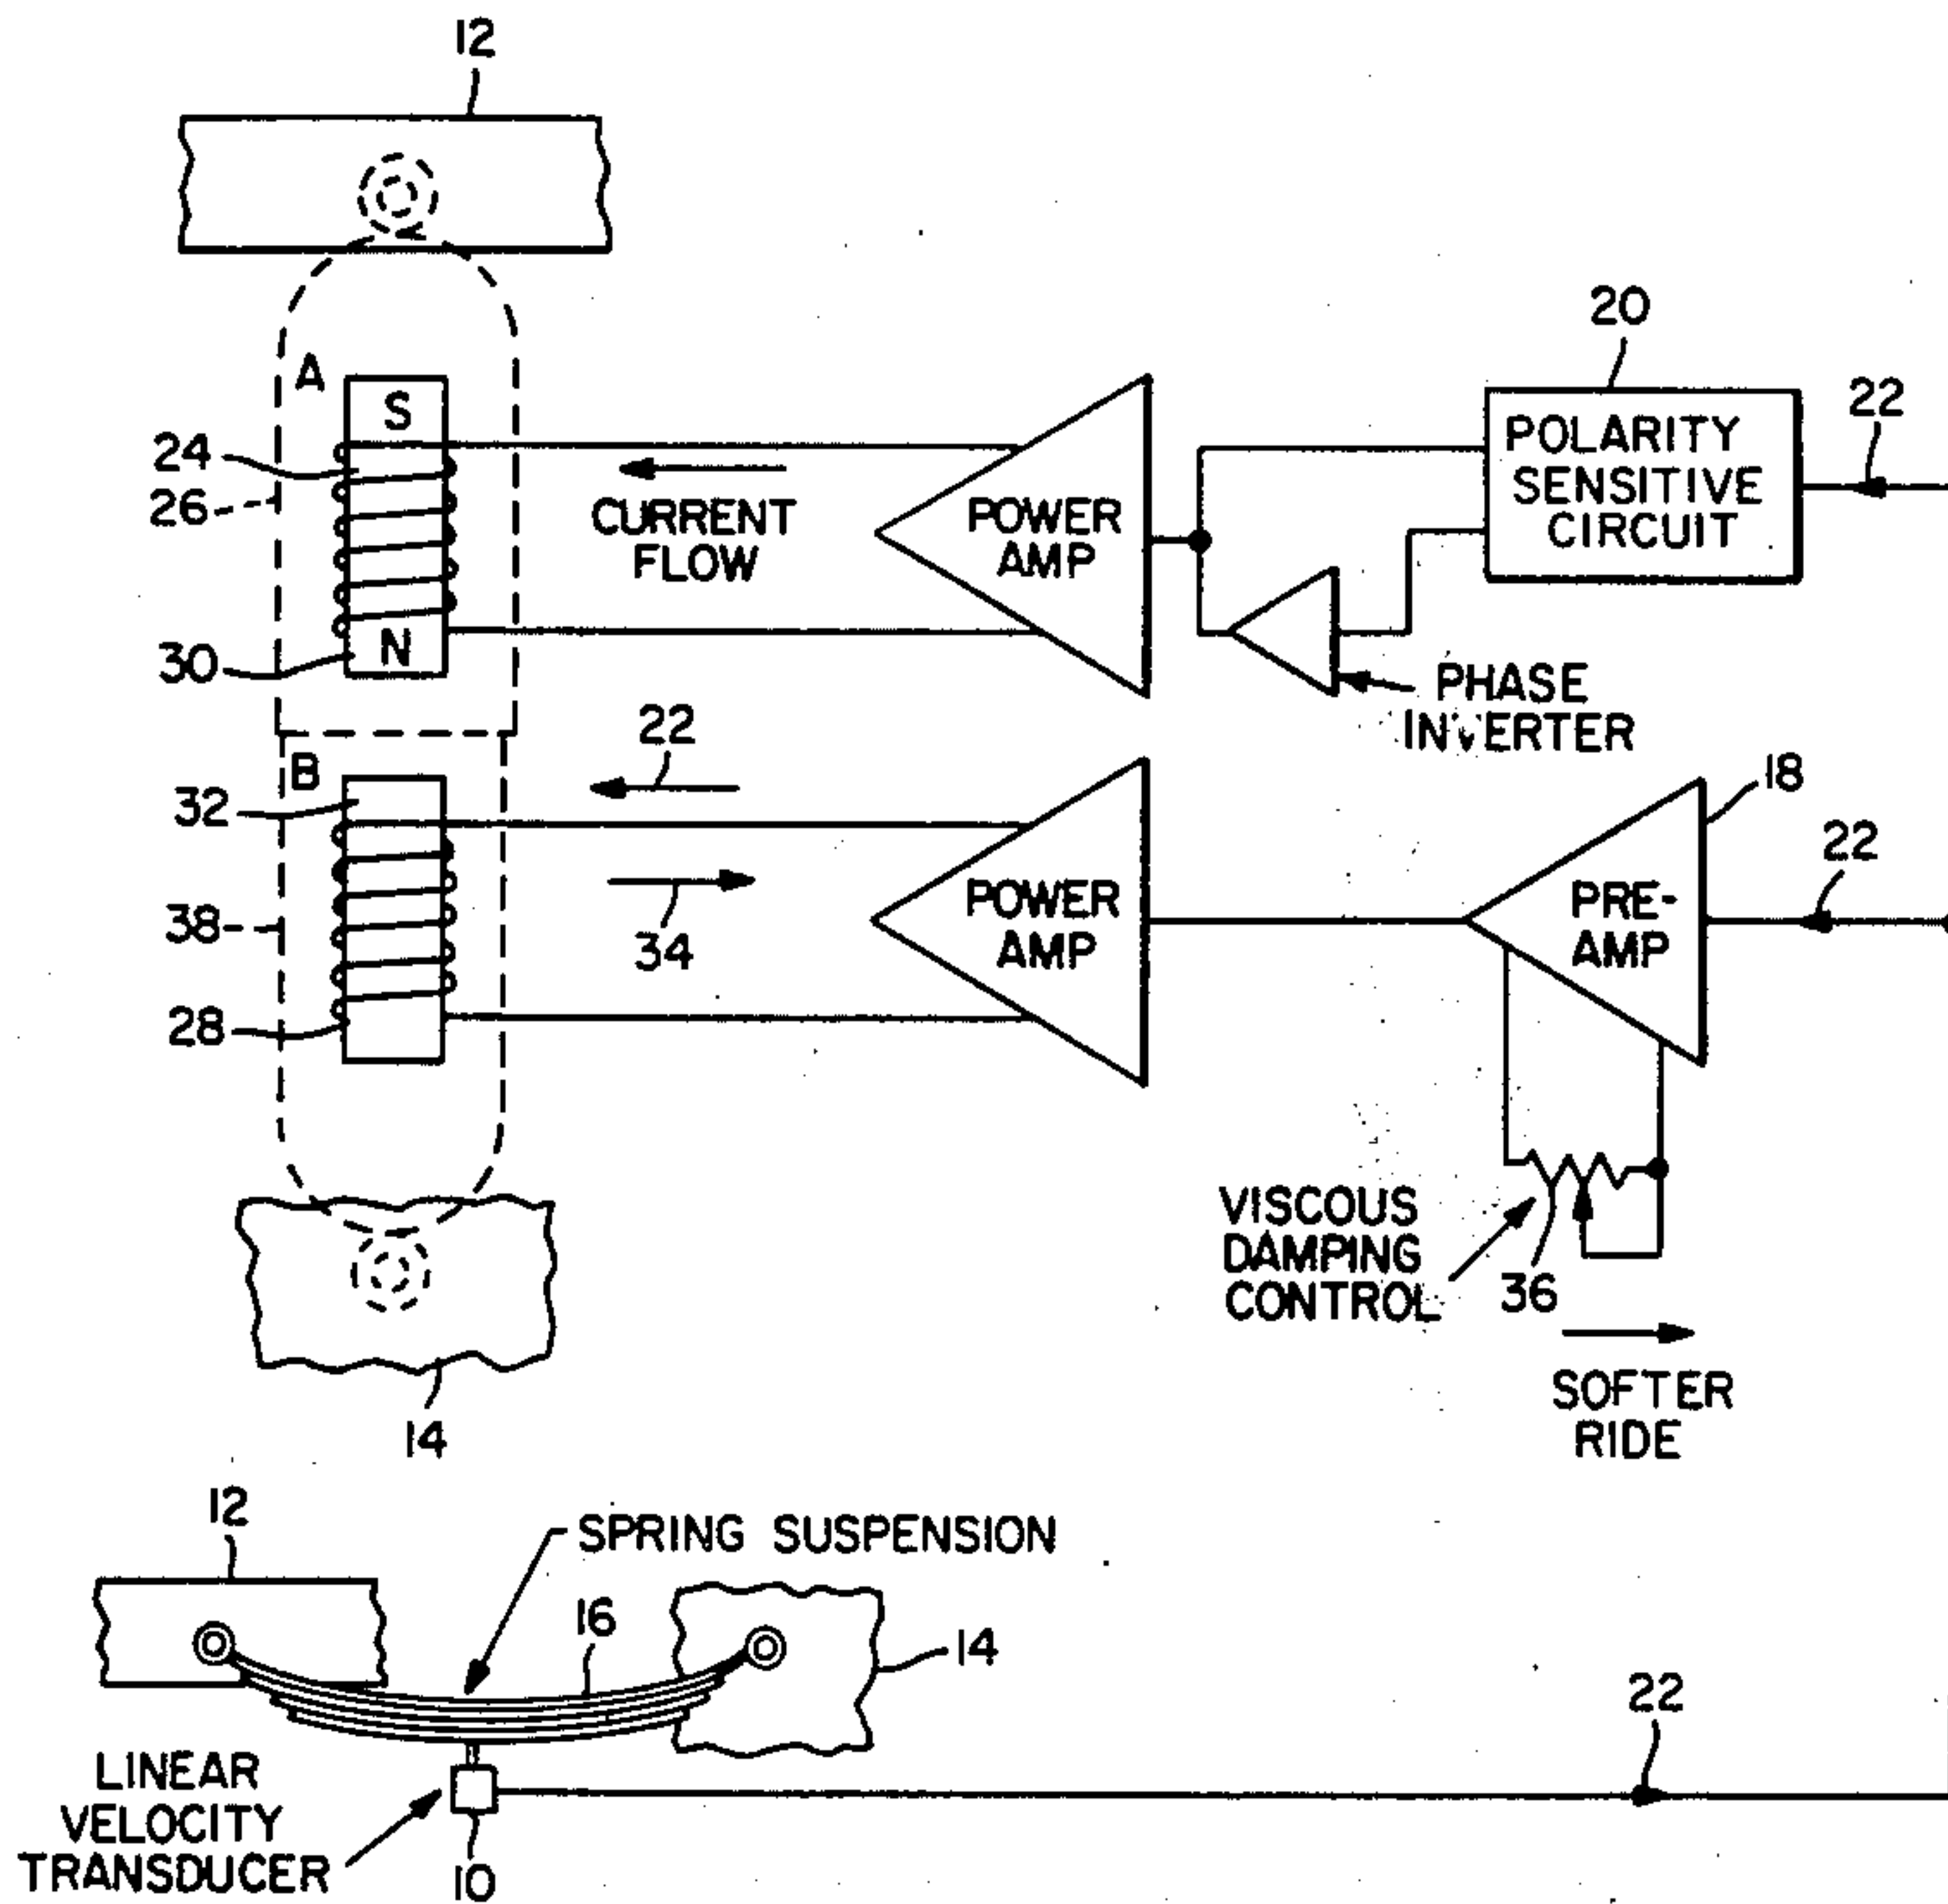 12
20
22
A
S
24
26
CURRENT
FLOW
POWER
AMP
POLARITY
SENSITIVE
CIRCUIT
N
30
PHASE
INVERTER
22
B
32
18
22
POWER
AMP
PRE-
AMP
38
34
28
VISCOUS
DAMPING
CONTROL
36
SOFTER
RIDE
14
12
SPRING SUSPENSION
16
14
22
LINEAR
VELOCITY
TRANSDUCER
10